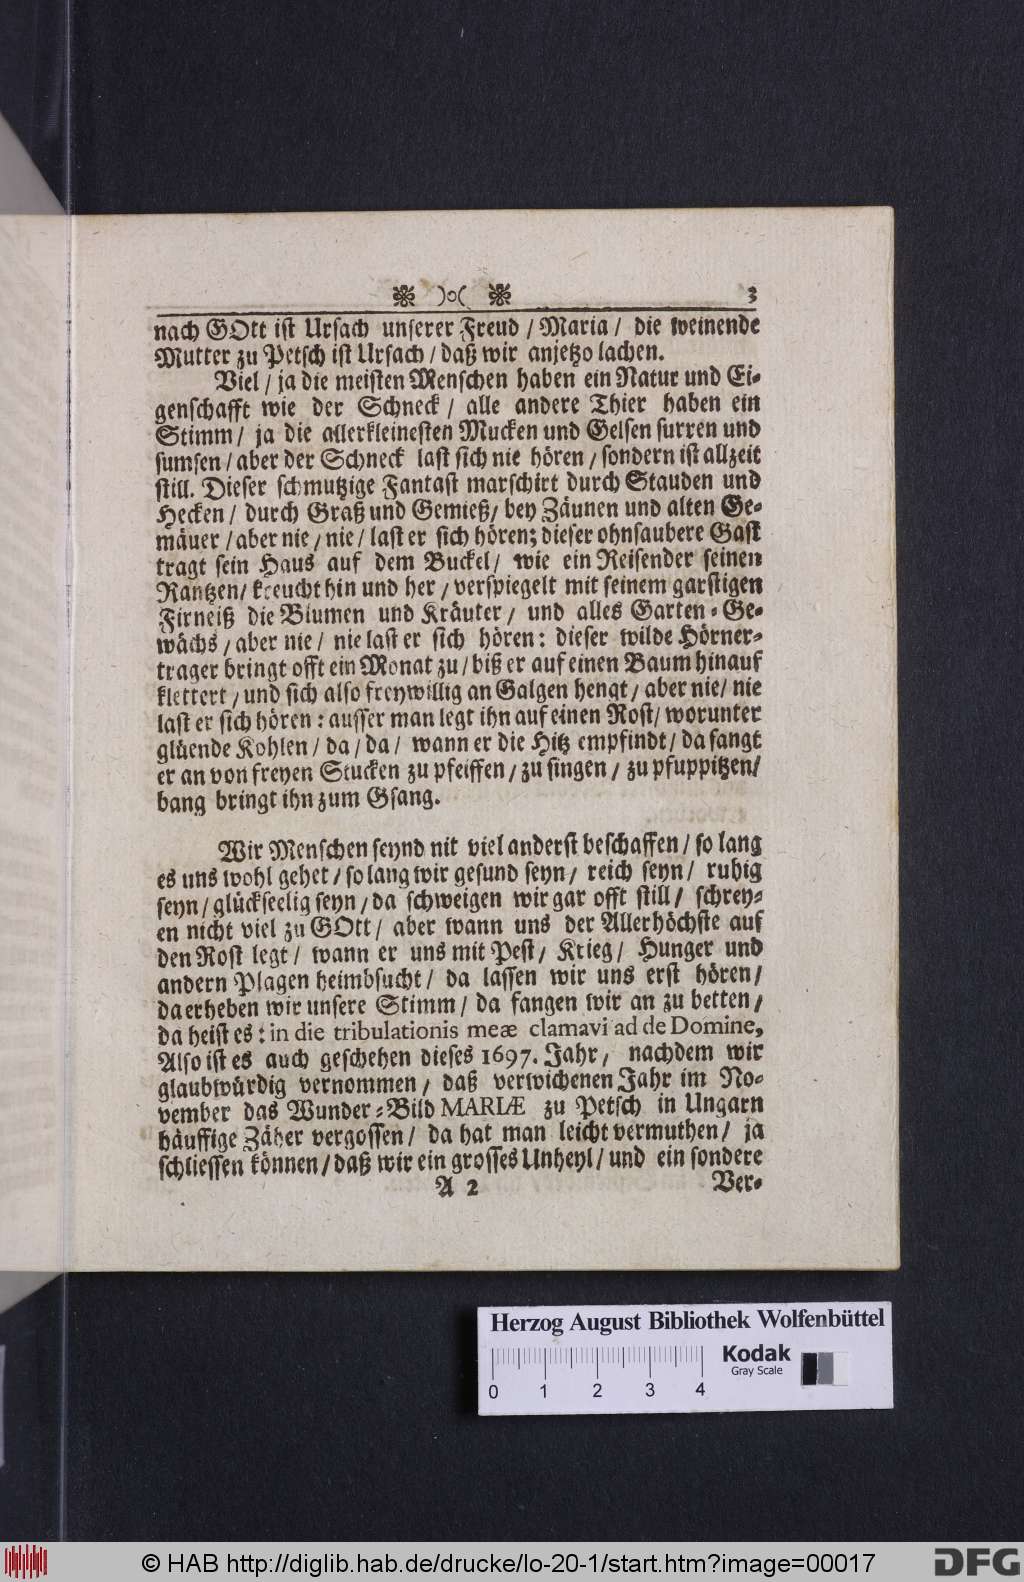 ❋ )o( ❋ 3
nach GOtt ist Ursach unserer Freud / Maria / die weinende
Mutter zu Petsch ist Ursach / daß wir anjetzo lachen.
Viel / ja die meisten Menschen haben ein Natur und Ei-
genschafft wie der Schneck / alle andere Thier haben ein
Stimm / ja die allerkleinesten Mucken und Gelsen surren und
sumsen / aber der Schneck last sich nie hören / sondern ist allzeit
still. Dieser schmutzige Fantast marschirt durch Stauden und
Hecken / durch Graß und Gemieß / bey Zäunen und alten Ge-
mäuer / aber nie / nie / last er sich hören; dieser ohnsaubere Gast
tragt sein Haus auf dem Buckel / wie ein Reisender seinen
Rantzen / kreucht hin und her / verspiegelt mit seinem garstigen
Firneiß die Blumen und Kräuter / und alles Garten-Ge-
wächs / aber nie / nie last er sich hören: dieser wilde Hörner-
trager bringt offt ein Monat zu / biß er auf einen Baum hinauf
klettert / und sich also freywillig an Galgen hengt / aber nie / nie
last er sich hören: ausser man legt ihn auf einen Rost / worunter
glüende Kohlen / da / da / wann er die Hitz empfindt / da fangt
er an von freyen Stucken zu pfeiffen / zu singen / zu pfuppitzen /
bang bringt ihn zum Gsang.
Wir Menschen seynd nit viel anderst beschaffen / so lang
es uns wohl gehet / so lang wir gesund seyn / reich seyn / ruhig
seyn / glückseelig seyn / da schweigen wir gar offt still / schrey-
en nicht viel zu GOtt / aber wann uns der Allerhöchste auf
den Rost legt / wann er uns mit Pest / Krieg / Hunger und
andern Plagen heimbsucht / da lassen wir uns erst hören /
da erheben wir unsere Stimm / da fangen wir an zu betten /
da heist es: in die tribulationis meæ clamavi ad de Domine,
Also ist es auch geschehen dieses 1697. Jahr / nachdem wir
glaubwürdig vernommen / daß verwichenen Jahr im No-
vember das Wunder-Bild MARIÆ zu Petsch in Ungarn
häuffige Zäher vergossen / da hat man leicht vermuthen / ja
schliessen können / daß wir ein grosses Unheyl / und ein sondere
A 2 Ver-
Herzog August Bibliothek Wolfenbüttel
Kodak
Gray Scale
0 1 2 3 4
© HAB http://diglib.hab.de/drucke/lo-20-1/start.htm?image=00017
DFG